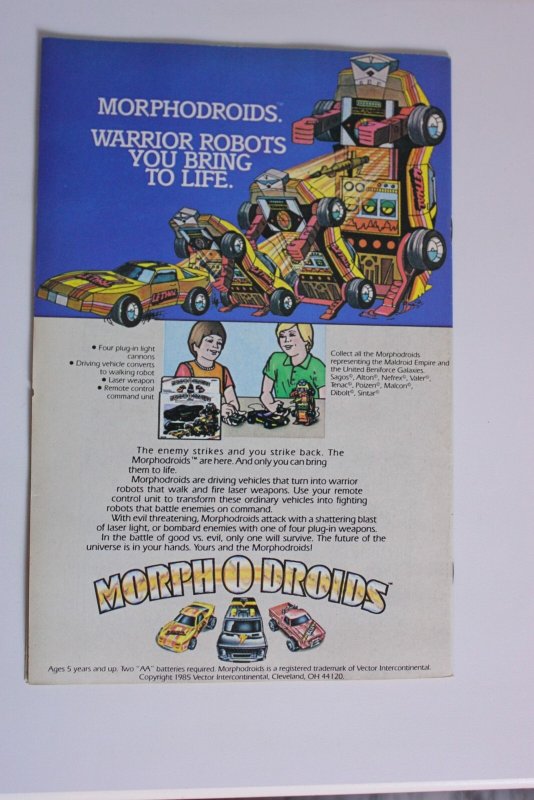 MORPHODROIDS.™
WARRIOR ROBOTS
YOU BRING
TO LIFE.
• Four plug-in light
cannons
• Driving vehicle converts
to walking robot
• Laser weapon
• Remote control
command unit
Collect all the Morphodroids
representing the Maldroid Empire and
the United Beniforce Galaxies.
Sagos®, Alton®, Nefrex®, Valer®,
Tenac®, Poizen®, Malcon®,
Dibolt®, Sintar®
The enemy strikes and you strike back. The
Morphodroids™ are here. And only you can bring
them to life.
Morphodroids are driving vehicles that turn into warrior
robots that walk and fire laser weapons. Use your remote
control unit to transform these ordinary vehicles into fighting
robots that battle enemies on command.
With evil threatening, Morphodroids attack with a shattering blast
of laser light, or bombard enemies with one of four plug-in weapons.
In the battle of good vs. evil, only one will survive. The future of the
universe is in your hands. Yours and the Morphodroids!
MORPH-O-DROIDS™
Ages 5 years and up. Two "AA" batteries required. Morphodroids is a registered trademark of Vector Intercontinental.
Copyright 1985 Vector Intercontinental, Cleveland, OH 44120.